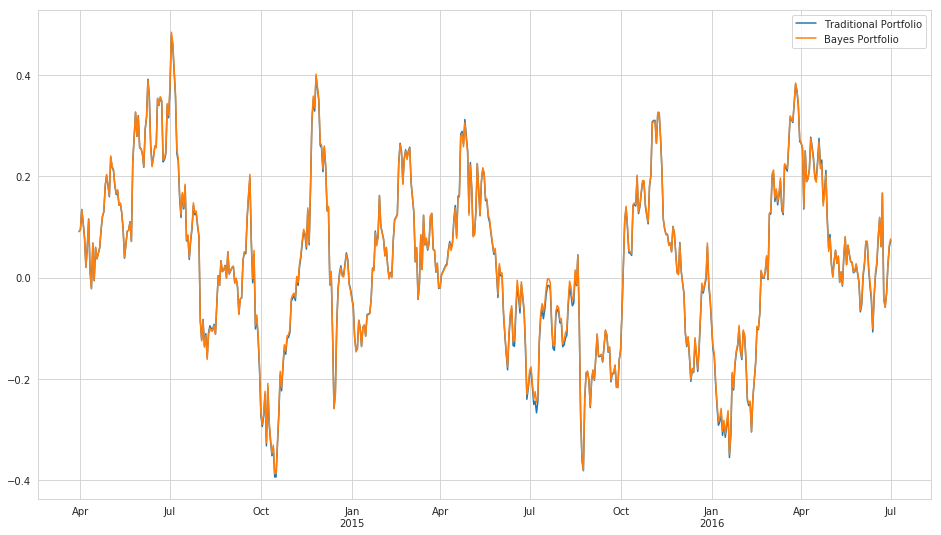 Traditional Portfolio
Bayes Portfolio
0.4
0.2
0.0
−0.2
−0.4
Apr Jul Oct Jan Apr Jul Oct Jan Apr Jul
2015 2016